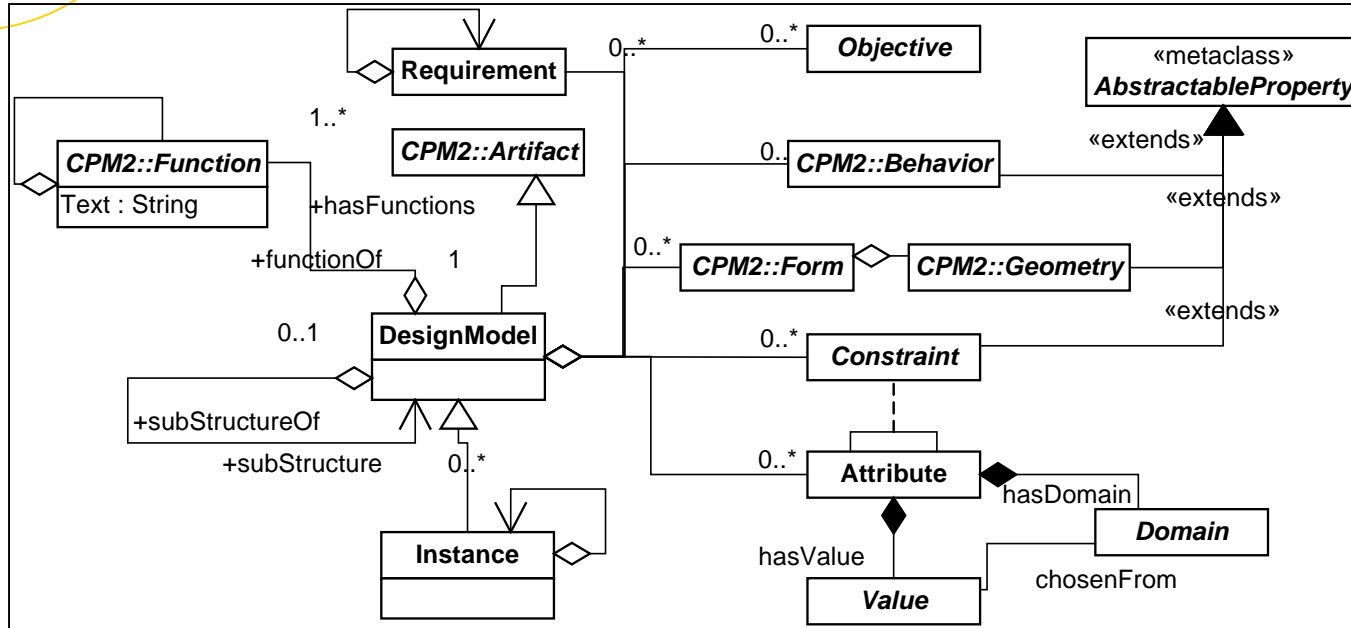 0..*
0..*
Objective
Requirement
«metaclass»
AbstractableProperty
1..*
CPM2::Function
Text : String
CPM2::Artifact
0..
CPM2::Behavior
«extends»
«extends»
+hasFunctions
+functionOf
1
0..*
CPM2::Form
CPM2::Geometry
«extends»
0..1
DesignModel
0..*
Constraint
+subStructureOf
+subStructure
0..*
0..*
Attribute
hasDomain
Domain
Instance
hasValue
chosenFrom
Value